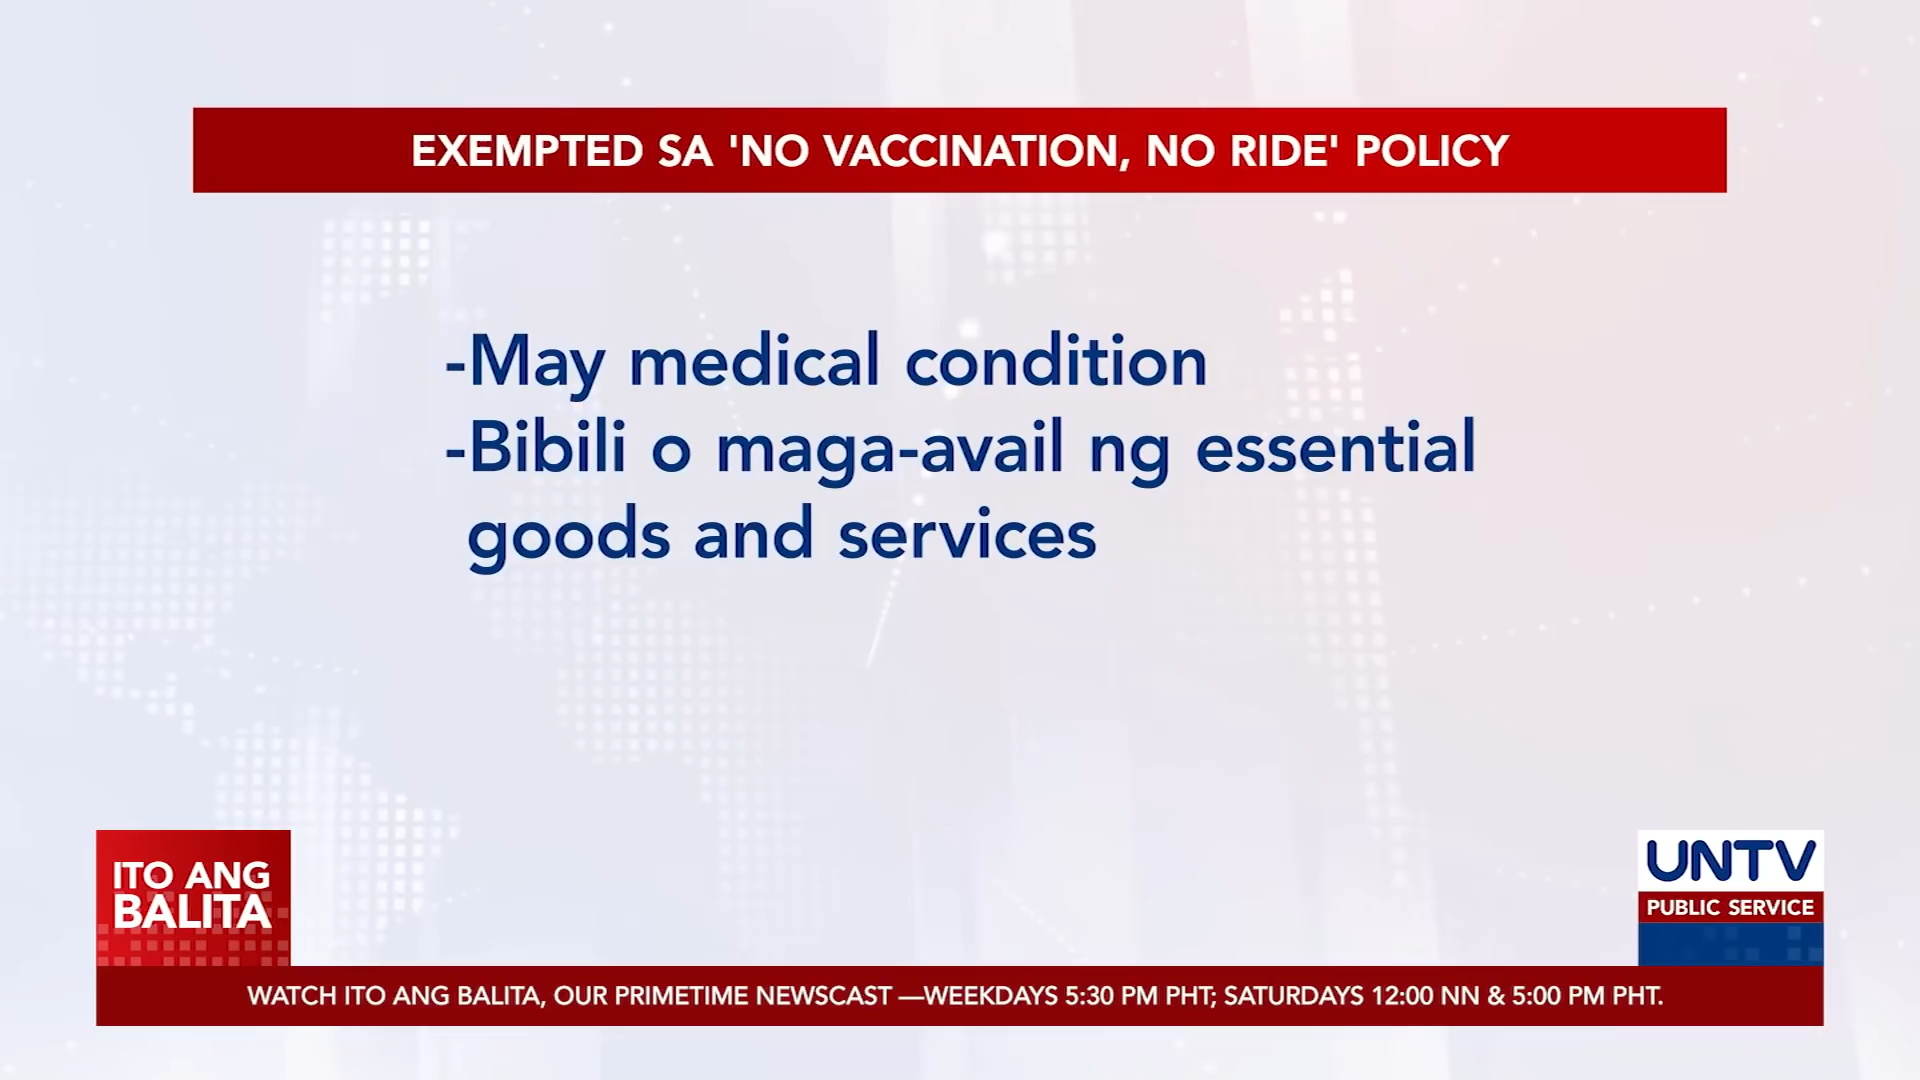 EXEMPTED SA 'NO VACCINATION, NO RIDE' POLICY
-May medical condition
-Bibili o maga-avail ng essential
goods and services
ITO ANG
BALITA
UNTV
PUBLIC SERVICE
WATCH ITO ANG BALITA, OUR PRIMETIME NEWSCAST —WEEKDAYS 5:30 PM PHT; SATURDAYS 12:00 NN & 5:00 PM PHT.